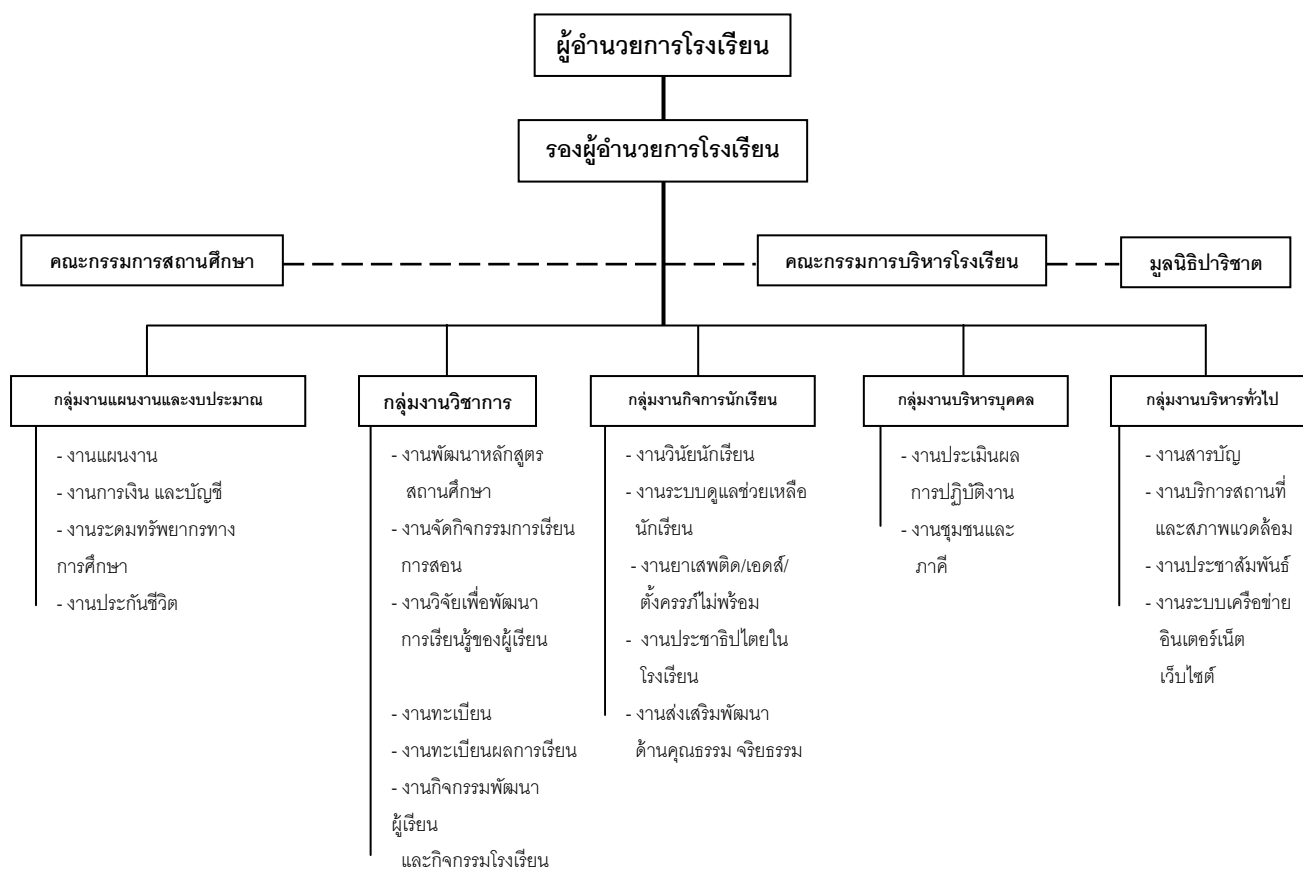 ผู้อำนวยการโรงเรียน
รองผู้อำนวยการโรงเรียน
คณะกรรมการสถานศึกษา
คณะกรรมการบริหารโรงเรียน
มูลนิธิปาริชาต
กลุ่มงานแผนงานและงบประมาณ
- งานแผนงาน
- งานการเงิน และบัญชี
- งานระดมทรัพยากรทาง
การศึกษา
- งานประกันชีวิต
กลุ่มงานวิชาการ
- งานพัฒนาหลักสูตร
สถานศึกษา
- งานจัดกิจกรรมการเรียน
การสอน
- งานวิจัยเพื่อพัฒนา
การเรียนรู้ของผู้เรียน
- งานทะเบียน
- งานทะเบียนผลการเรียน
- งานกิจกรรมพัฒนา
ผู้เรียน
และกิจกรรมโรงเรียน
กลุ่มงานกิจการนักเรียน
- งานวินัยนักเรียน
- งานระบบดูแลช่วยเหลือ
นักเรียน
- งานยาเสพติด/เอดส์/
ตั้งครรภ์ไม่พร้อม
- งานประชาธิปไตยใน
โรงเรียน
- งานส่งเสริมพัฒนา
ด้านคุณธรรม จริยธรรม
กลุ่มงานบริหารบุคคล
- งานประเมินผล
การปฏิบัติงาน
- งานชุมชนและ
ภาคี
กลุ่มงานบริหารทั่วไป
- งานสารบัญ
- งานบริการสถานที่
และสภาพแวดล้อม
- งานประชาสัมพันธ์
- งานระบบเครือข่าย
อินเตอร์เน็ต
เว็บไซต์